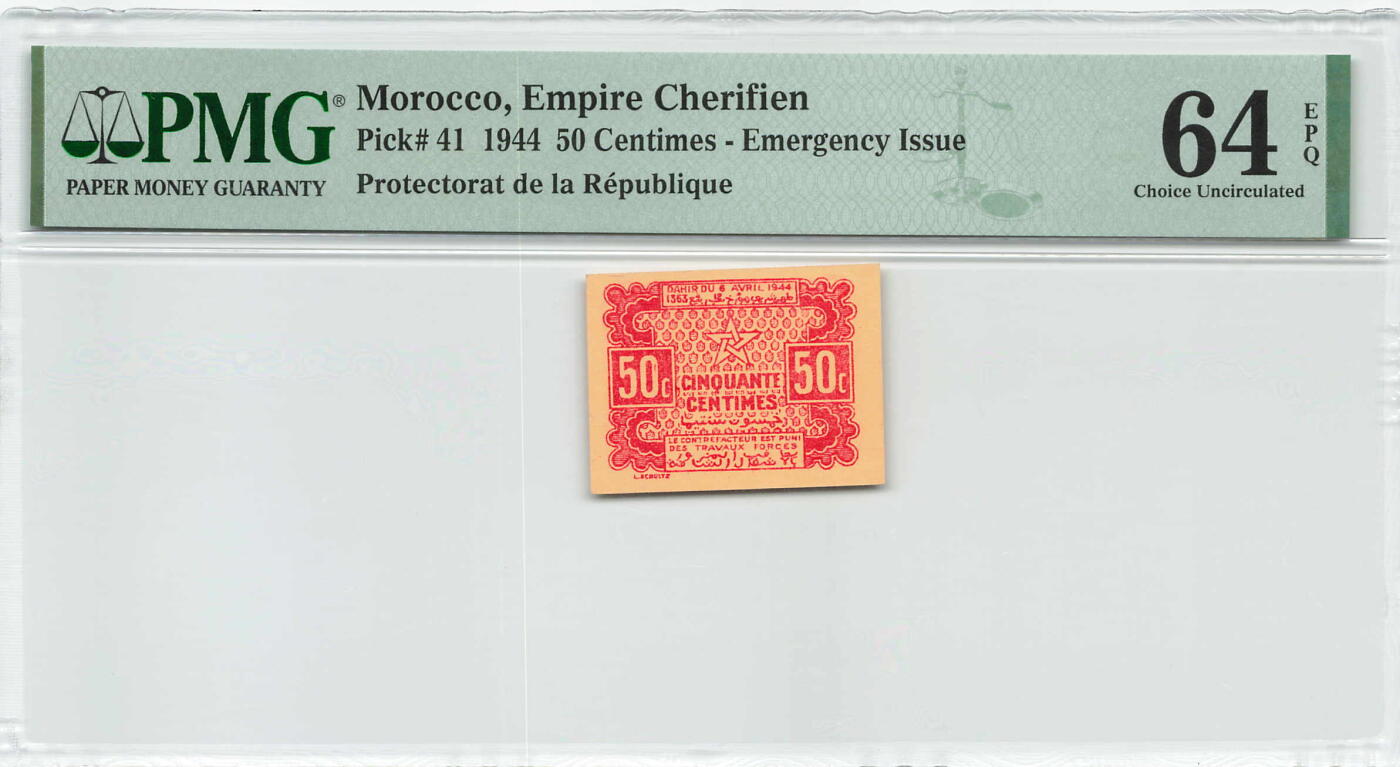 PMG®
PAPER MONEY GUARANTY
Morocco, Empire Cherifien
Pick# 41 1944 50 Centimes - Emergency Issue
Protectorat de la République
64
EPQ
Choice Uncirculated
DAHIR DU 6 AVRIL 1944
50c
50c
CINQUANTE
CENTIMES
LE CONTREFACTEUR EST PUNI
DES TRAVAUX FORCES
L.SCHULTZ